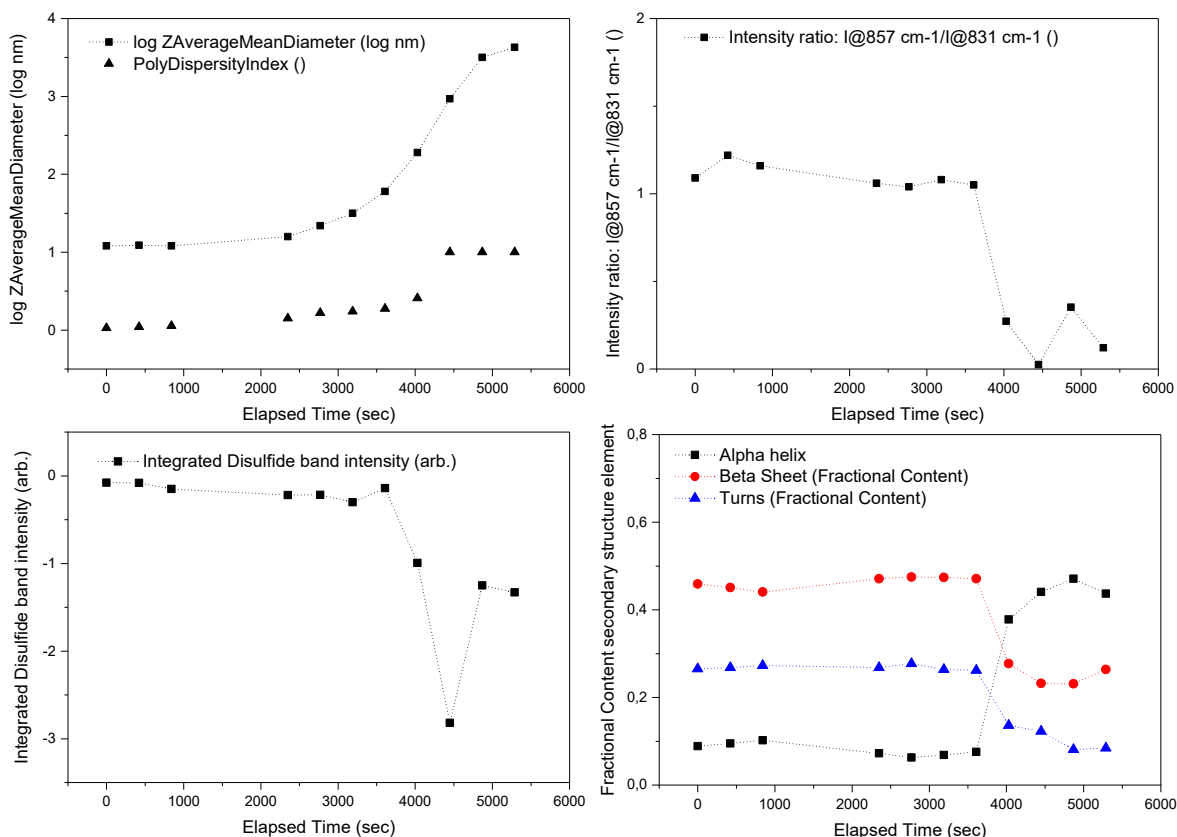 4
3
2
1
0
log ZAverageMeanDiameter (log nm)
log ZAverageMeanDiameter (log nm)
PolyDispersityIndex ()
0 1000 2000 3000 4000 5000 6000
Elapsed Time (sec)
2
1
0
Intensity ratio: I@857 cm-1/I@831 cm-1 ()
Intensity ratio: I@857 cm-1/I@831 cm-1 ()
0 1000 2000 3000 4000 5000 6000
Elapsed Time (sec)
0
-1
-2
-3
Integrated Disulfide band intensity (arb.)
Integrated Disulfide band intensity (arb.)
0 1000 2000 3000 4000 5000 6000
Elapsed Time (sec)
0,8
0,6
0,4
0,2
0,0
Fractional Content secondary structure element
Alpha helix
Beta Sheet (Fractional Content)
Turns (Fractional Content)
0 1000 2000 3000 4000 5000 6000
Elapsed Time (sec)